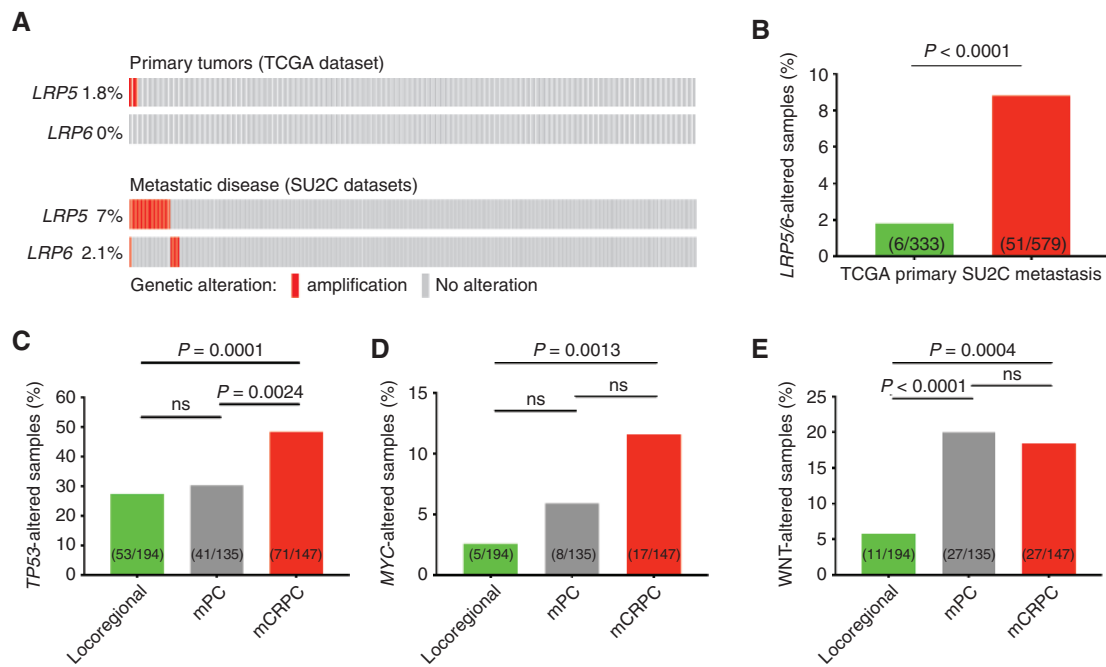 A
Primary tumors (TCGA dataset)
LRP5 1.8%
LRP6 0%
Metastatic disease (SU2C datasets)
LRP5 7%
LRP6 2.1%
Genetic alteration: amplification No alteration
B
P < 0.0001
LRP5/6-altered samples (%)
10
8
6
4
2
0
(6/333) (51/579)
TCGA primary SU2C metastasis
C
P = 0.0001
P = 0.0024
ns
TP53-altered samples (%)
60
50
40
30
20
10
0
(53/194) (41/135) (71/147)
Locoregional mPC mCRPC
D
P = 0.0013
ns ns
MYC-altered samples (%)
15
10
5
0
(5/194) (8/135) (17/147)
Locoregional mPC mCRPC
E
P = 0.0004
P < 0.0001 ns
WNT-altered samples (%)
25
20
15
10
5
0
(11/194) (27/135) (27/147)
Locoregional mPC mCRPC